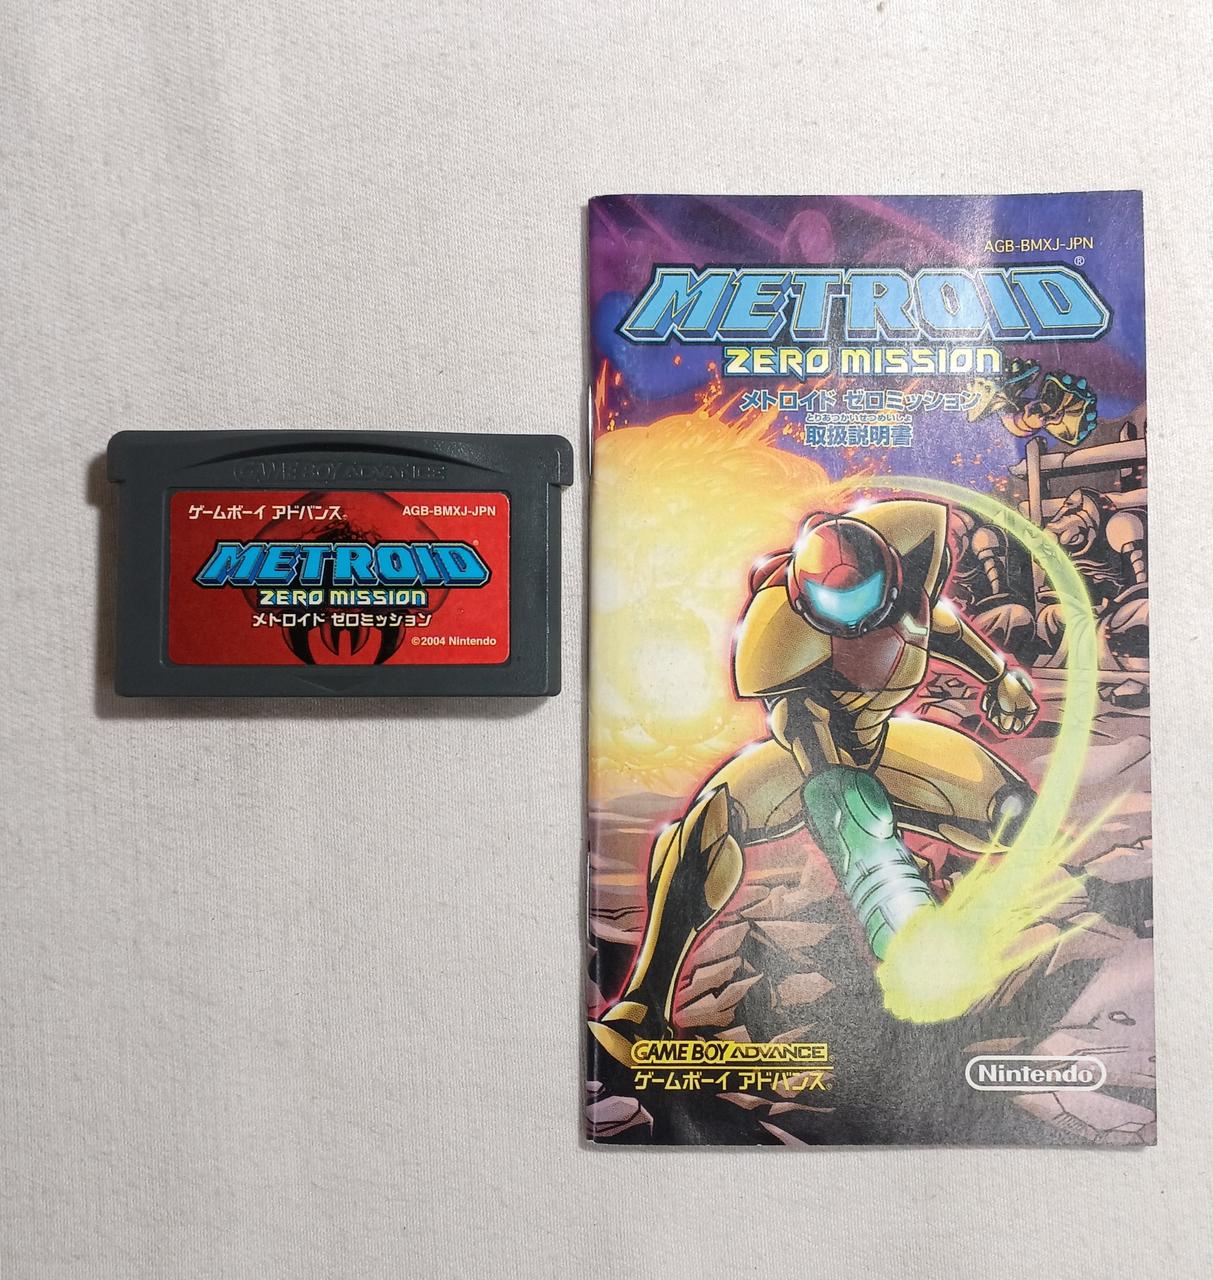 GAME BOY ADVANCE
ゲームボーイ アドバンス
AGB-BMXJ-JPN
METROID®
ZERO MISSION
メトロイド ゼロミッション
©2004 Nintendo
AGB-BMXJ-JPN
METROID®
ZERO MISSION
メトロイド ゼロミッション
とりあつかいせつめいしょ
取扱説明書
GAME BOY ADVANCE
ゲームボーイ アドバンス®
Nintendo®